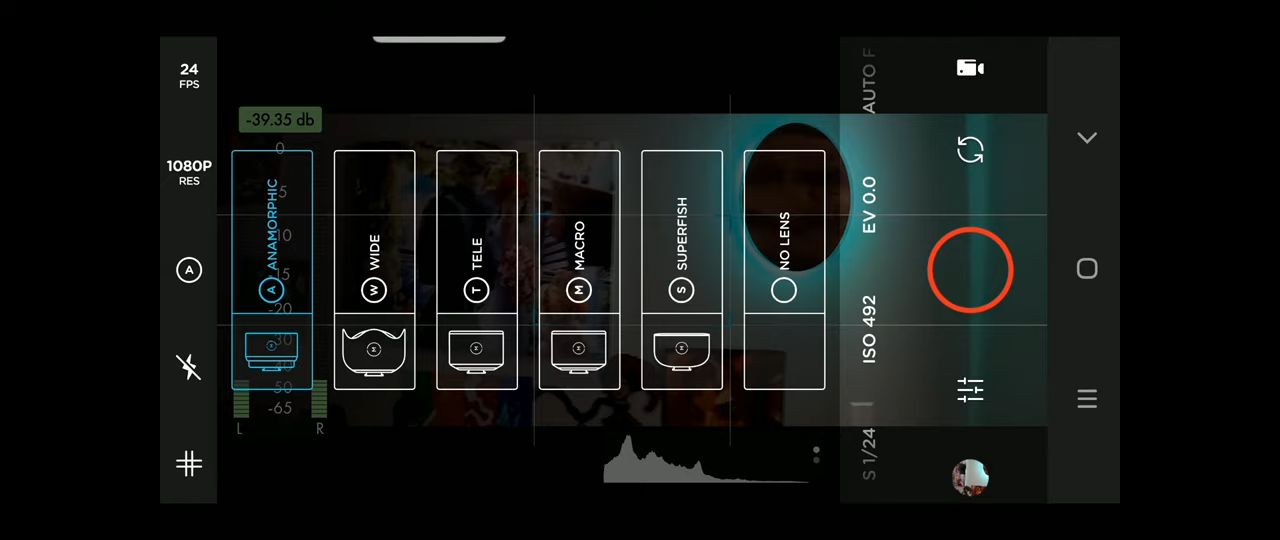 24
FPS
1080P
RES
A
-39.35 db
0
5
10
15
-20
30
50
-65
L
R
A ANAMORPHIC
W WIDE
T TELE
M MACRO
S SUPERFISH
NO LENS
AUTO F
EV 0.0
ISO 492
S 1/24